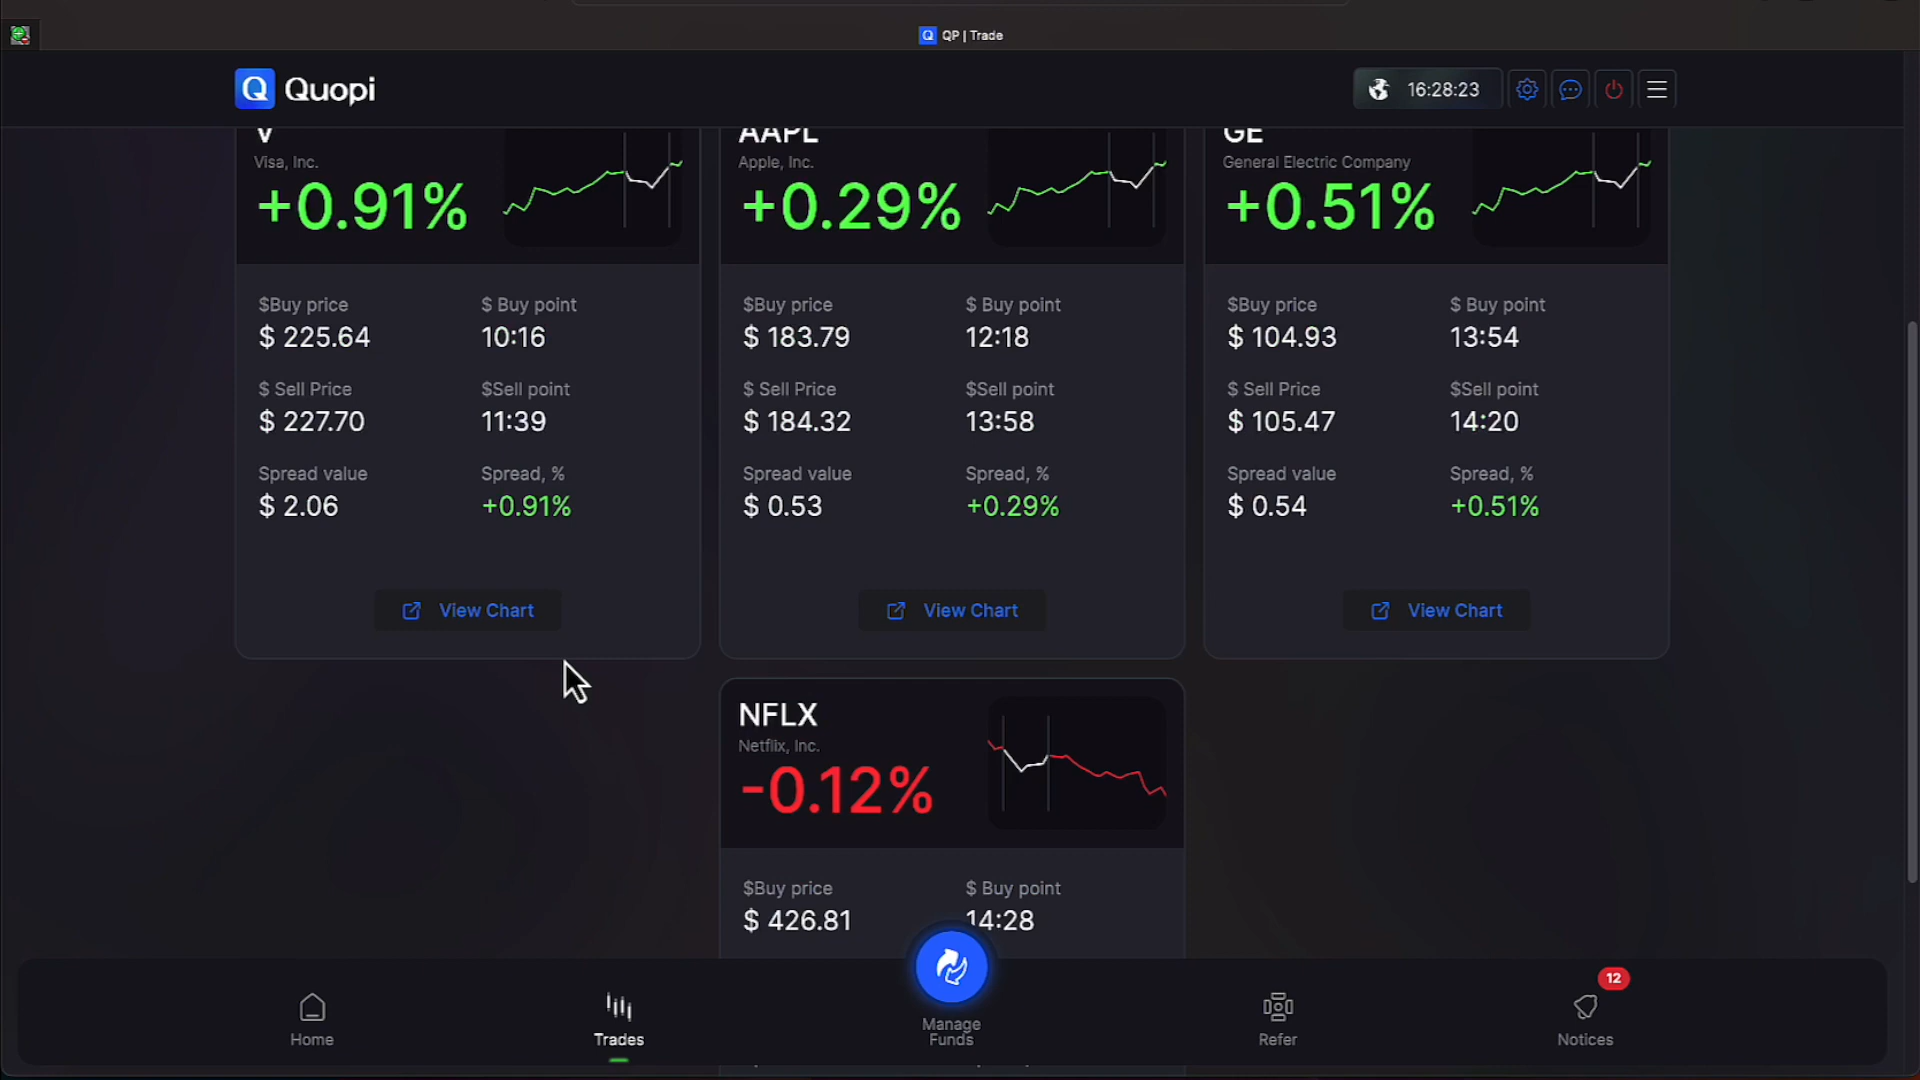 QP | Trade
Quopi
16:28:23
V
AAPL
GE
Visa, Inc.
Apple, Inc.
General Electric Company
+0.91%
+0.29%
+0.51%
$Buy price
$ Buy point
$Buy price
$ Buy point
$Buy price
$ Buy point
$ 225.64
10:16
$ 183.79
12:18
$ 104.93
13:54
$ Sell Price
$Sell point
$ Sell Price
$Sell point
$ Sell Price
$Sell point
$ 227.70
11:39
$ 184.32
13:58
$ 105.47
14:20
Spread value
Spread, %
Spread value
Spread, %
Spread value
Spread, %
$ 2.06
+0.91%
$ 0.53
+0.29%
$ 0.54
+0.51%
View Chart
View Chart
View Chart
NFLX
Netflix, Inc.
-0.12%
$Buy price
$ Buy point
$ 426.81
14:28
Home
Trades
Manage
Funds
Refer
12
Notices